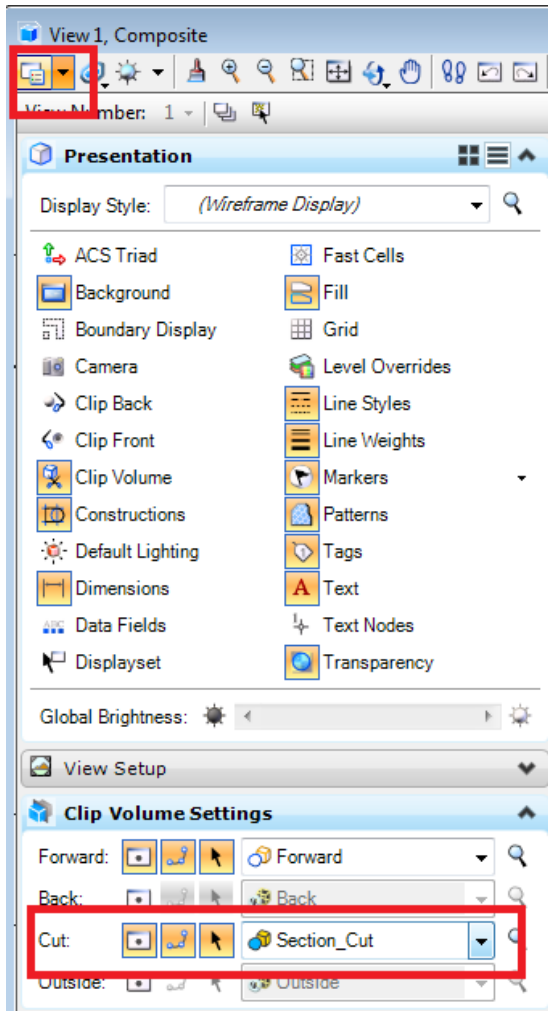 View 1, Composite
View Number: 1
Presentation
Display Style: (Wireframe Display)
ACS Triad Fast Cells
Background Fill
Boundary Display Grid
Camera Level Overrides
Clip Back Line Styles
Clip Front Line Weights
Clip Volume Markers
Constructions Patterns
Default Lighting Tags
Dimensions A Text
ABC Data Fields Text Nodes
Displayset Transparency
Global Brightness:
View Setup
Clip Volume Settings
Forward: Forward
Back: Back
Cut: Section_Cut
Outside: Outside